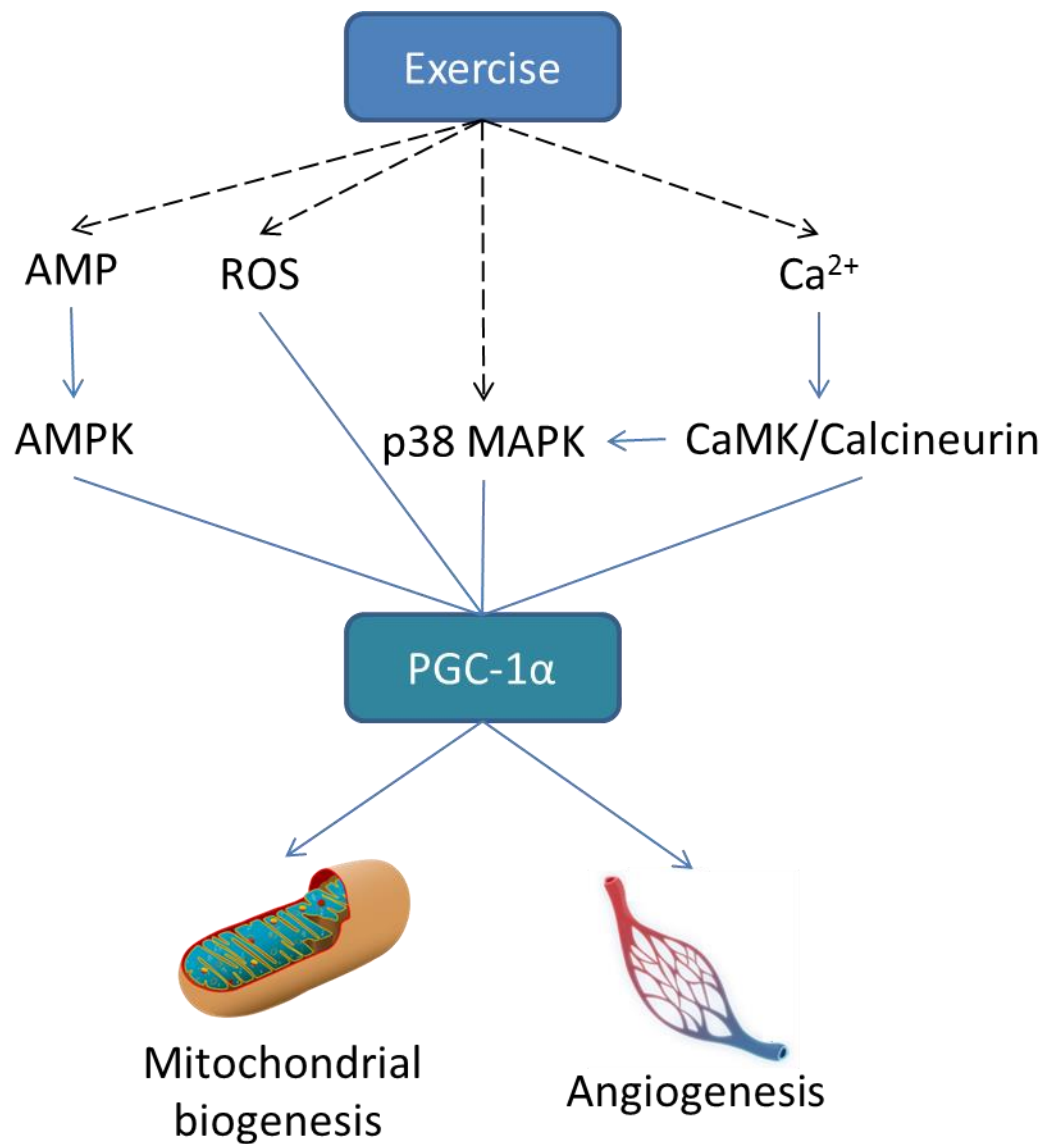 Exercise
AMP
ROS
Ca²⁺
AMPK
p38 MAPK
CaMK/Calcineurin
PGC-1α
Mitochondrial
biogenesis
Angiogenesis